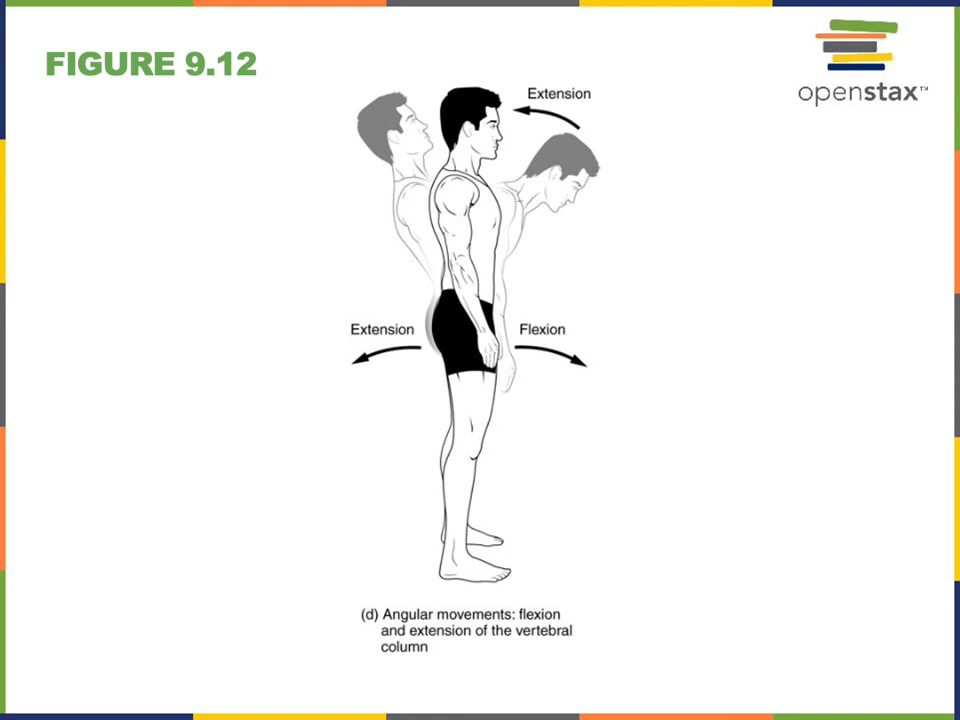 FIGURE 9.12
openstax™
Extension
Extension
Flexion
(d) Angular movements: flexion
and extension of the vertebral
column